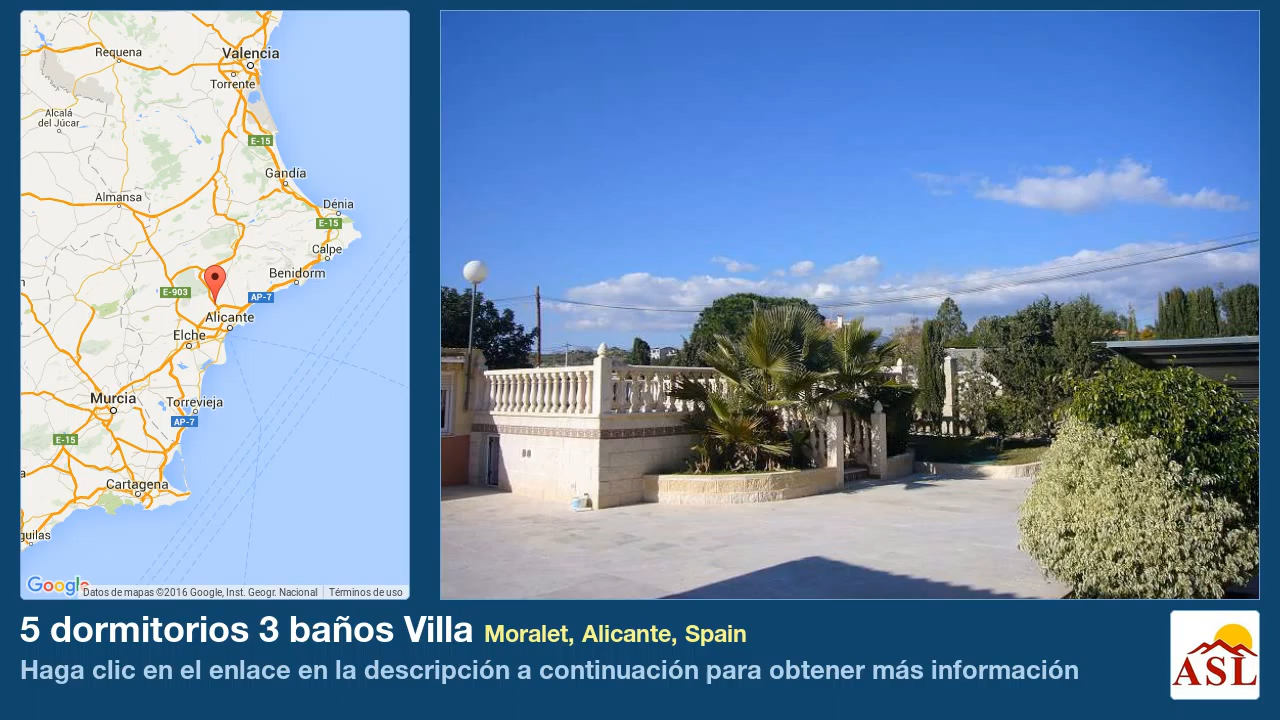 Requena
Valencia
Torrente
Alcalá
del Júcar
E-15
Gandía
Almansa
Dénia
E-15
Calpe
Benidorm
E-903
AP-7
Alicante
Elche
Murcia
Torrevieja
AP-7
E-15
Cartagena
guilas
Google
Datos de mapas ©2016 Google, Inst. Geogr. Nacional
Términos de uso
5 dormitorios 3 baños Villa Moralet, Alicante, Spain
Haga clic en el enlace en la descripción a continuación para obtener más información
ASL